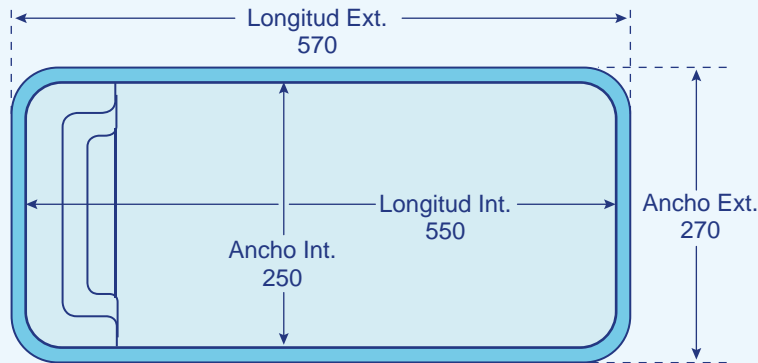 Longitud Ext.
570
Longitud Int.
550
Ancho Ext.
270
Ancho Int.
250